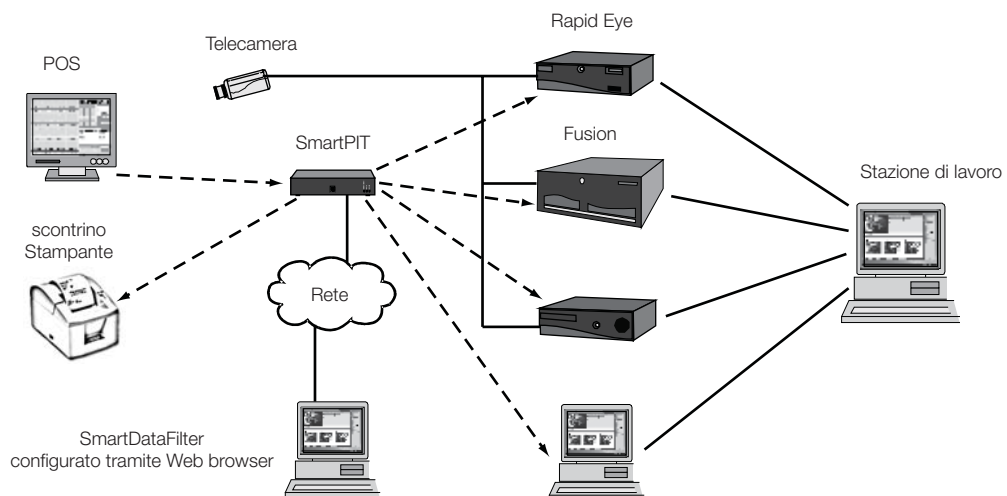 Rapid Eye
Telecamera
POS
SmartPIT
Fusion
Stazione di lavoro
scontrino
Stampante
Rete
SmartDataFilter
configurato tramite Web browser